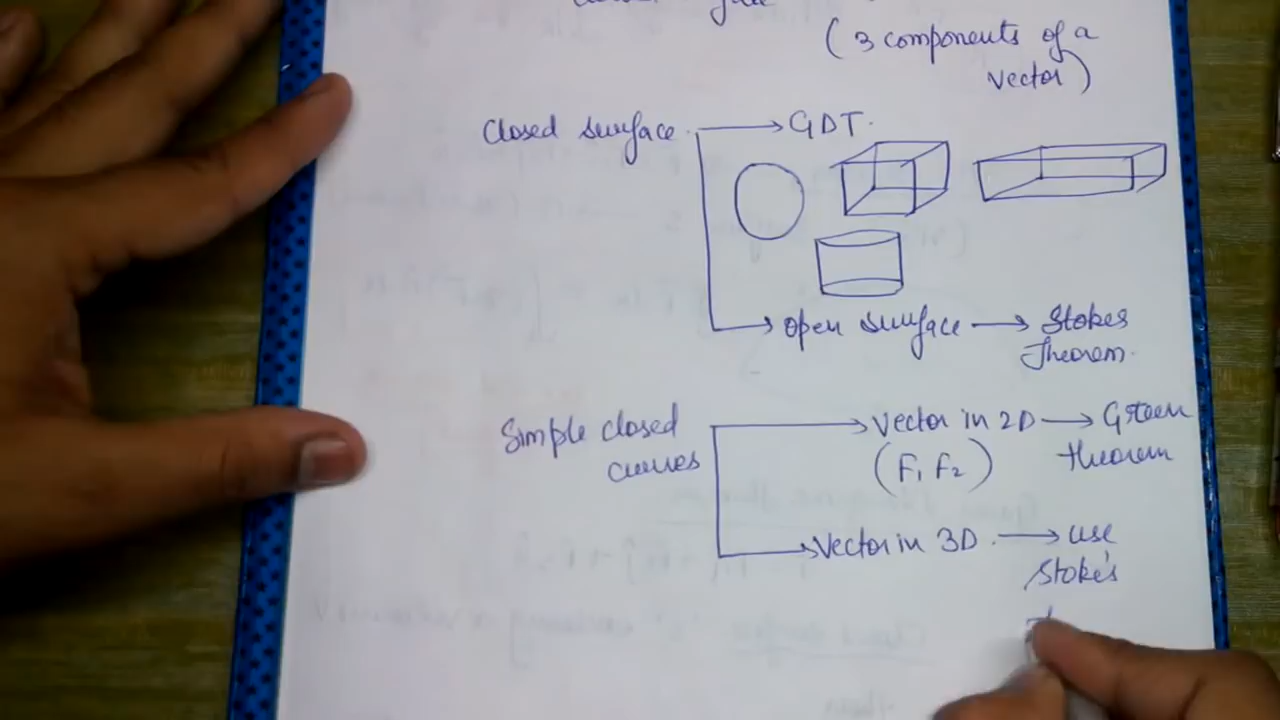 ( 3 components of a
vector )
Closed surface → GDT.
open surface → Stokes
Theorem.
Simple closed
curves
Vector in 2D → Green
theorem
( F1 F2 )
Vector in 3D. → use
Stoke's